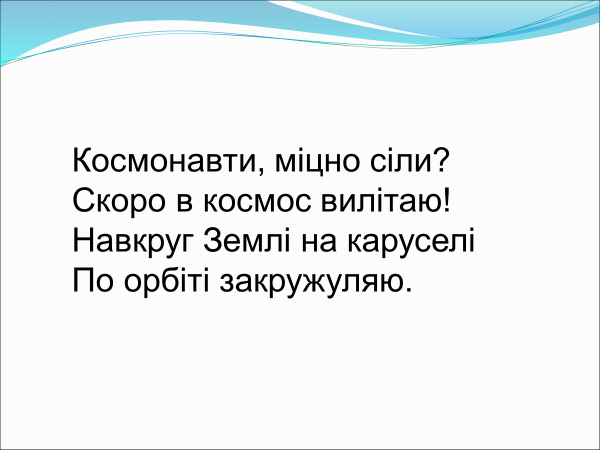 Космонавти, міцно сіли?
Скоро в космос вилітаю!
Навкруг Землі на каруселі
По орбіті закружуляю.